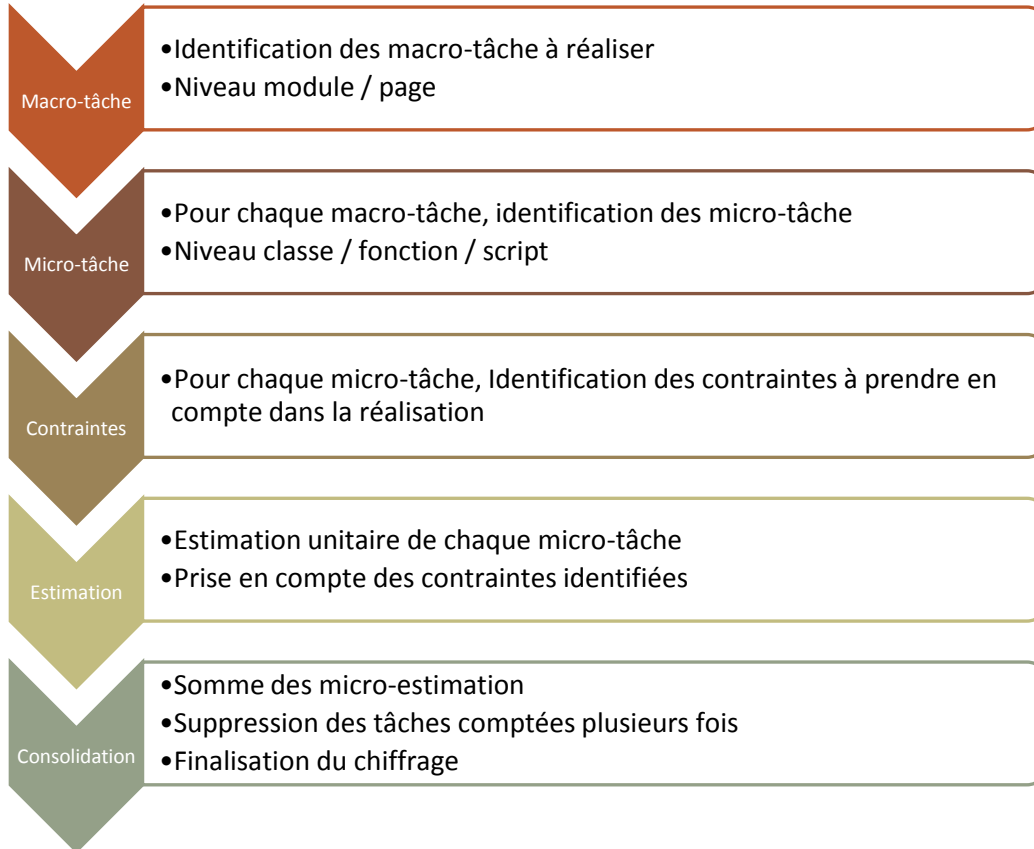 Macro-tâche
•Identification des macro-tâche à réaliser
•Niveau module / page
Micro-tâche
•Pour chaque macro-tâche, identification des micro-tâche
•Niveau classe / fonction / script
Contraintes
•Pour chaque micro-tâche, Identification des contraintes à prendre en
compte dans la réalisation
Estimation
•Estimation unitaire de chaque micro-tâche
•Prise en compte des contraintes identifiées
Consolidation
•Somme des micro-estimation
•Suppression des tâches comptées plusieurs fois
•Finalisation du chiffrage